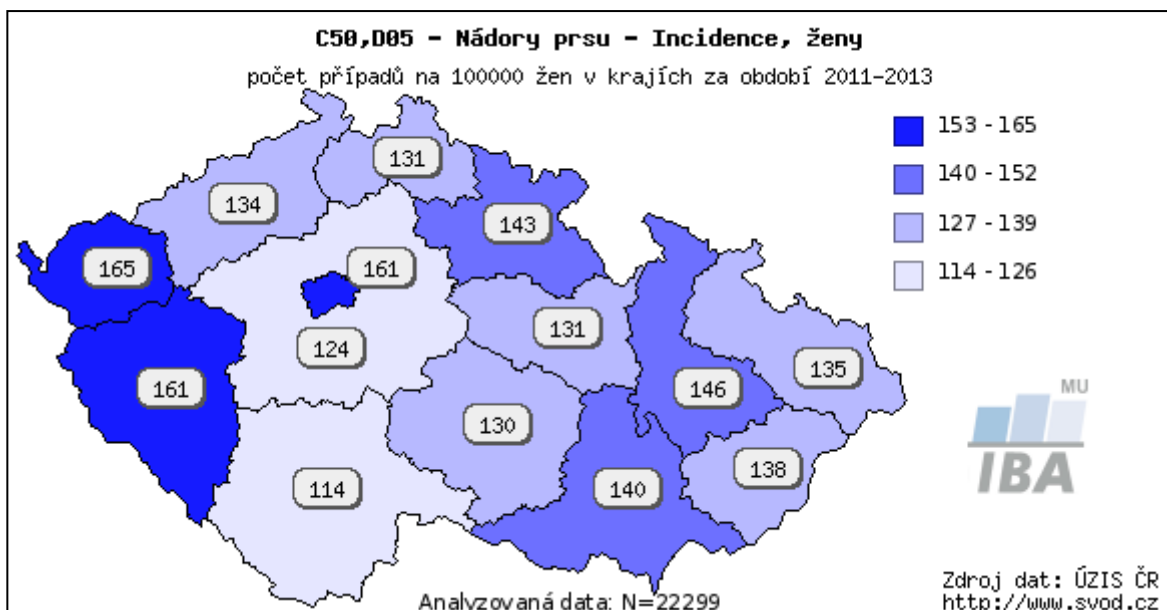 C50,D05 - Nádory prsu - Incidence, ženy
počet případů na 100000 žen v krajích za období 2011-2013
153 - 165
140 - 152
127 - 139
114 - 126
131
134
143
165
161
131
124
135
161
146
130
138
114
140
MU
IBA
Analyzovaná data: N=22299
Zdroj dat: ÚZIS ČR
http://www.svod.cz